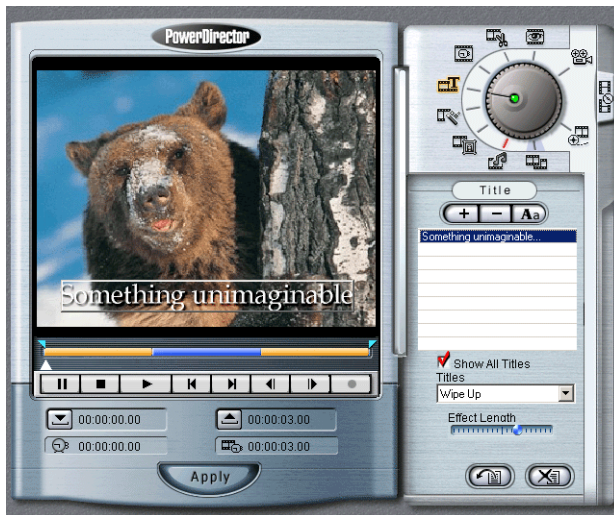 PowerDirector
Something unimaginable
00:00:00.00
00:00:03.00
00:00:00.00
00:00:03.00
Apply
T
Title
+ − Aa
Something unimaginable...
Show All Titles
Titles
Wipe Up
Effect Length